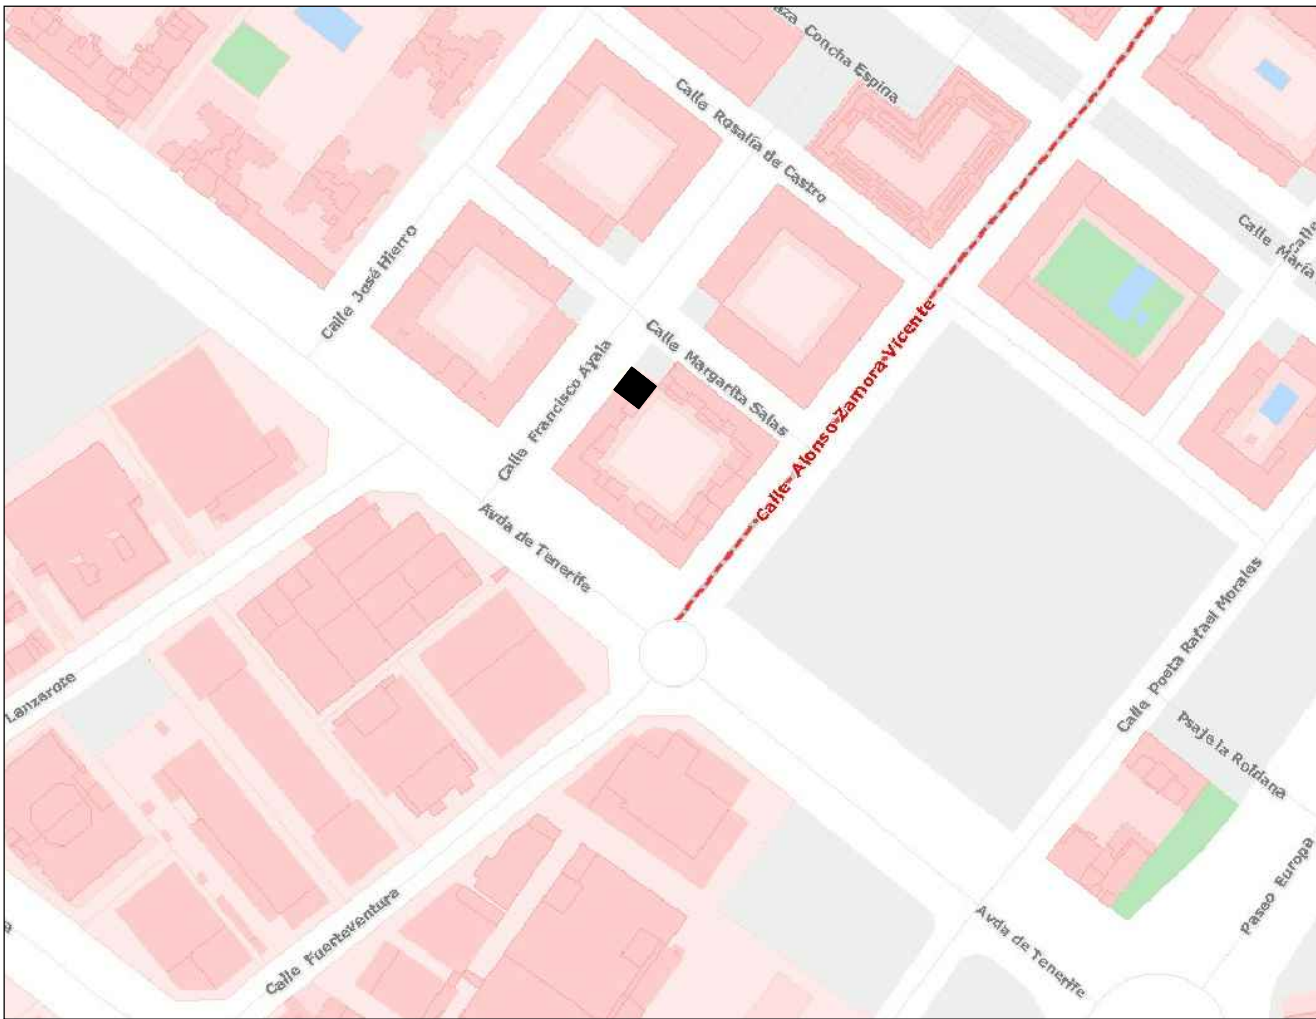 aza Concha Espina
Calle Rosalía de Castro
Calle María
Calle
Calle José Hierro
Calle Margarita Salas
Calle Francisco Ayala
Calle Alonso Zamora Vicente
Avda de Tenerife
Calle Poeta Rafael Morales
Lanzarote
Psaje la Roldana
Paseo Europa
Calle Fuerteventura
Avda de Tenerife
a